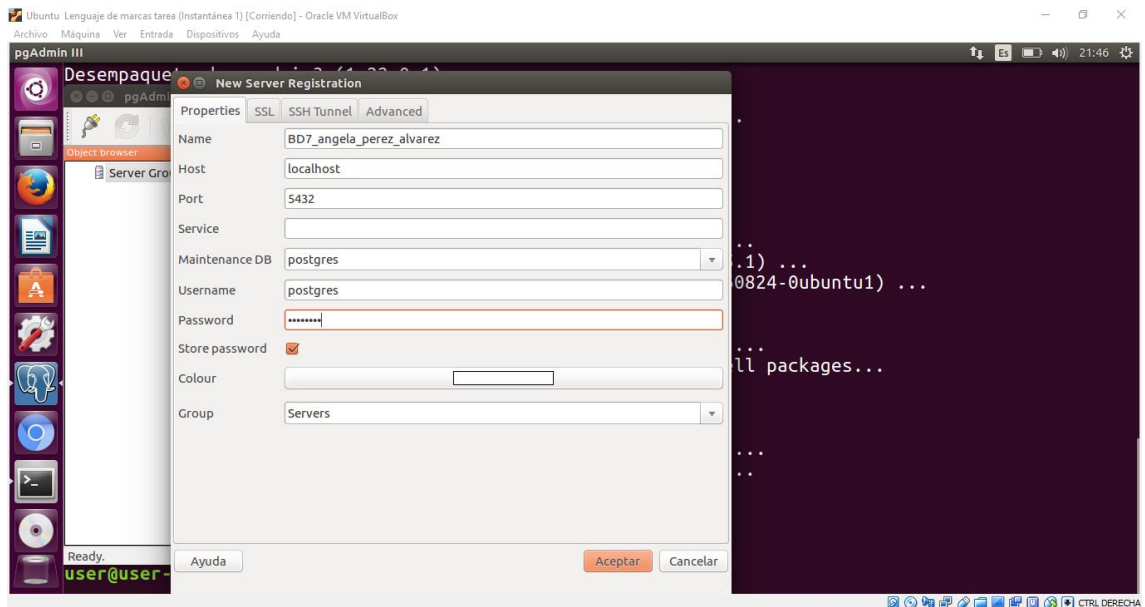 Ubuntu Lenguaje de marcas tarea (Instantánea 1) [Corriendo] - Oracle VM VirtualBox
Archivo Máquina Ver Entrada Dispositivos Ayuda
pgAdmin III
Es
21:46
Desempaque
New Server Registration
pgAdmi
Properties SSL SSH Tunnel Advanced
Name BD7_angela_perez_alvarez
Object browser
Server Gro
Host localhost
Port 5432
Service
Maintenance DB postgres
.1) ...
Username postgres
0824-0ubuntu1) ...
Password ••••••••
Store password
...
ll packages...
Colour
Group Servers
...
..
Ready.
Ayuda Aceptar Cancelar
user@user-
CTRL DERECHA